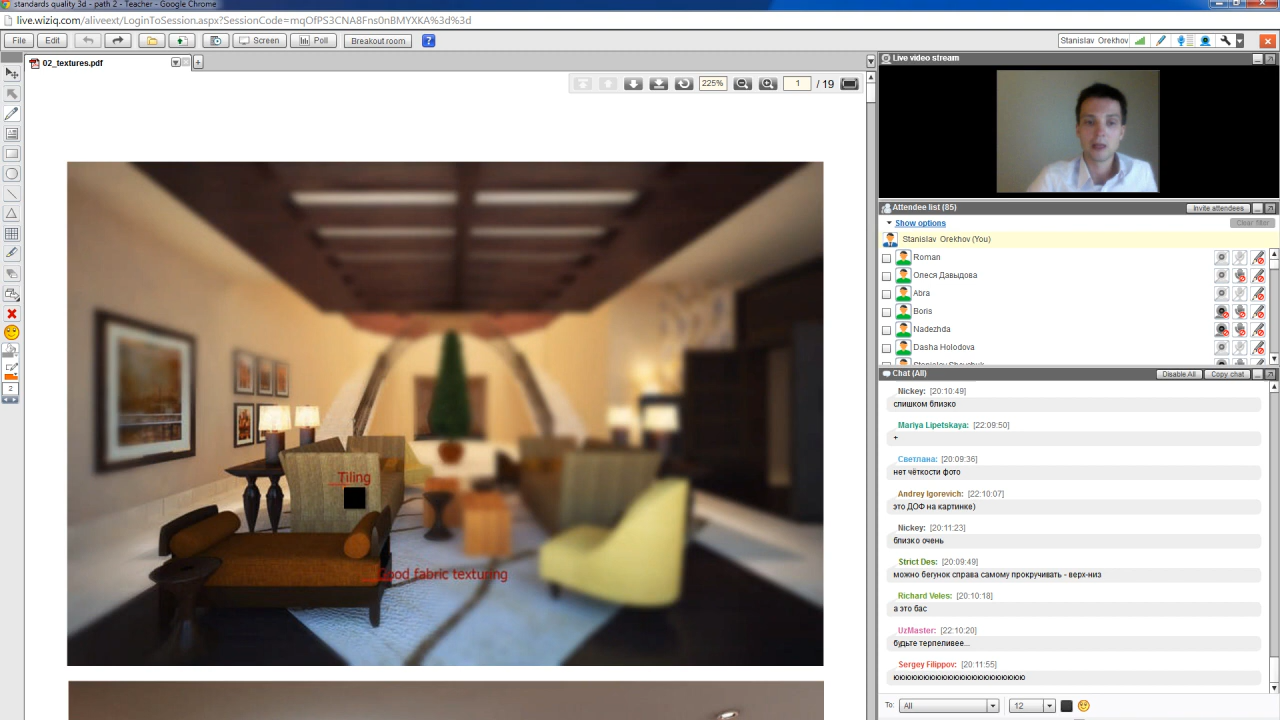 standards quality 3d - path 2 - Teacher - Google Chrome
live.wiziq.com/aliveext/LoginToSession.aspx?SessionCode=mqOfPS3CNA8Fns0nBMYXKA%3d%3d
File Edit Screen Poll Breakout room ? Stanislav Orekhov
02_textures.pdf +
225% 1 / 19
Live video stream
Attendee list (85) Invite attendees
Show options Clear filter
Stanislav Orekhov (You)
Roman
Олеся Давыдова
Abra
Boris
Nadezhda
Dasha Holodova
Chat (All) Disable All Copy chat
Nickey: [20:10:49]
слишком близко
Mariya Lipetskaya: [22:09:50]
+
Светлана: [20:09:36]
нет чёткости фото
Andrey Igorevich: [22:10:07]
это ДОФ на картинке)
Nickey: [20:11:23]
близко очень
Strict Des: [20:09:49]
можно бегунок справа самому прокручивать - верх-низ
Richard Veles: [20:10:18]
а это бас
UzMaster: [22:10:20]
будьте терпеливее...
Sergey Filippov: [20:11:55]
To: All 12
2
Tiling
Good fabric texturing